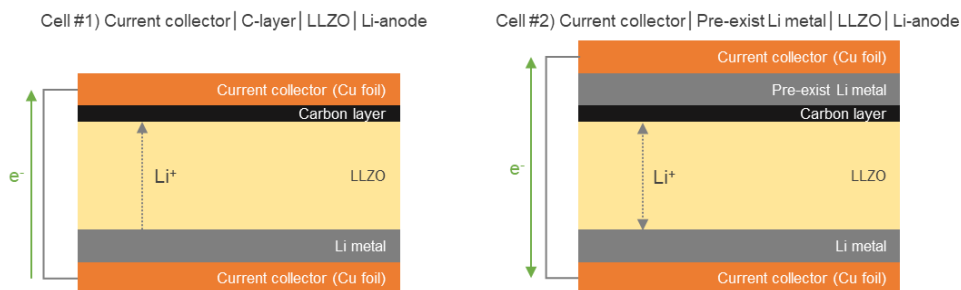 Cell #1) Current collector│C-layer│LLZO│Li-anode
Current collector (Cu foil)
Carbon layer
e-
Li+
LLZO
Li metal
Current collector (Cu foil)
Cell #2) Current collector│Pre-exist Li metal│LLZO│Li-anode
Current collector (Cu foil)
Pre-exist Li metal
Carbon layer
e-
Li+
LLZO
Li metal
Current collector (Cu foil)